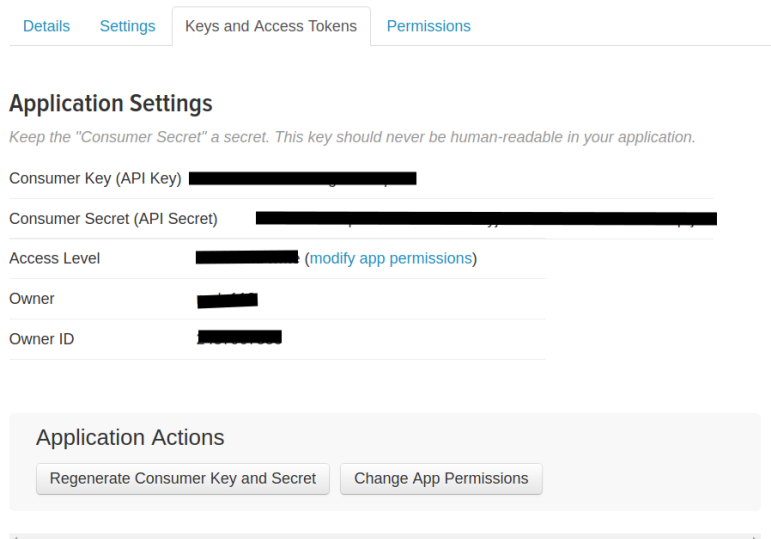 Details Settings Keys and Access Tokens Permissions
Application Settings
Keep the "Consumer Secret" a secret. This key should never be human-readable in your application.
Consumer Key (API Key)
Consumer Secret (API Secret)
Access Level (modify app permissions)
Owner
Owner ID
Application Actions
Regenerate Consumer Key and Secret Change App Permissions